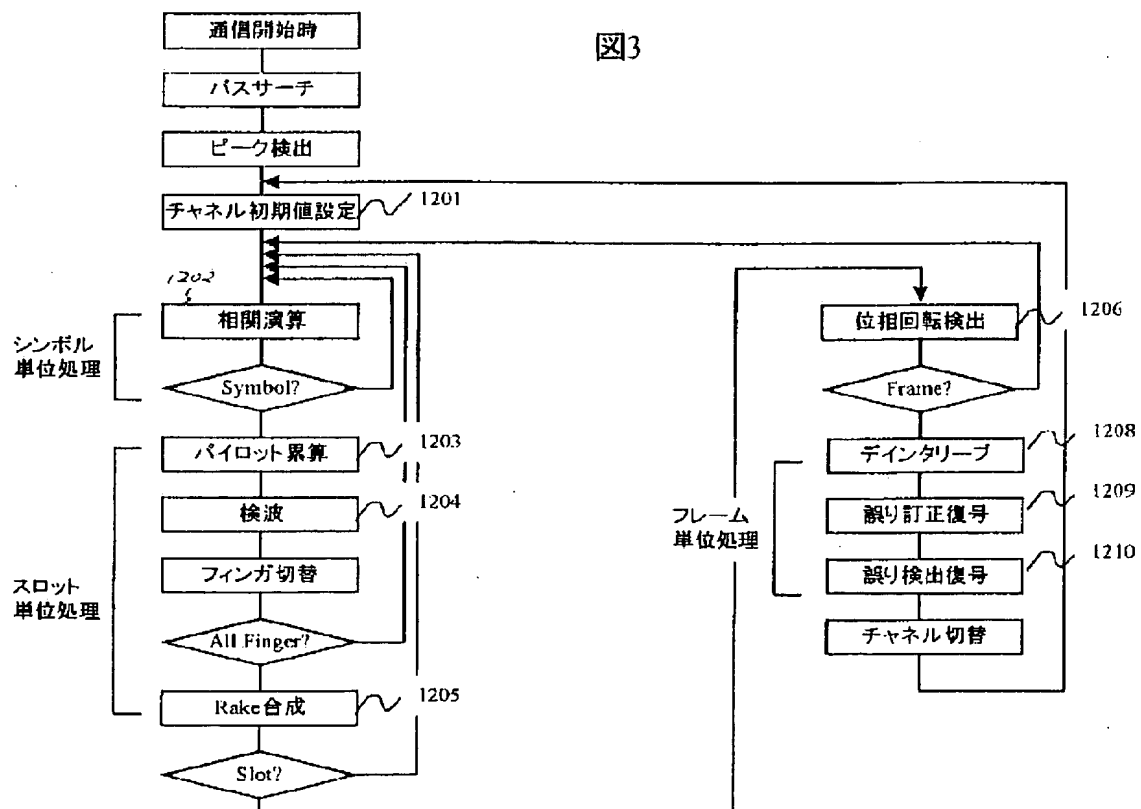 図3
通信開始時
パスサーチ
ピーク検出
チャネル初期値設定
1201
1202
相関演算
シンボル
単位処理
Symbol?
パイロット累算
1203
検波
1204
フィンガ切替
スロット
単位処理
All Finger?
Rake合成
1205
Slot?
位相回転検出
1206
Frame?
デインタリーブ
1208
フレーム
単位処理
誤り訂正復号
1209
誤り検出復号
1210
チャネル切替